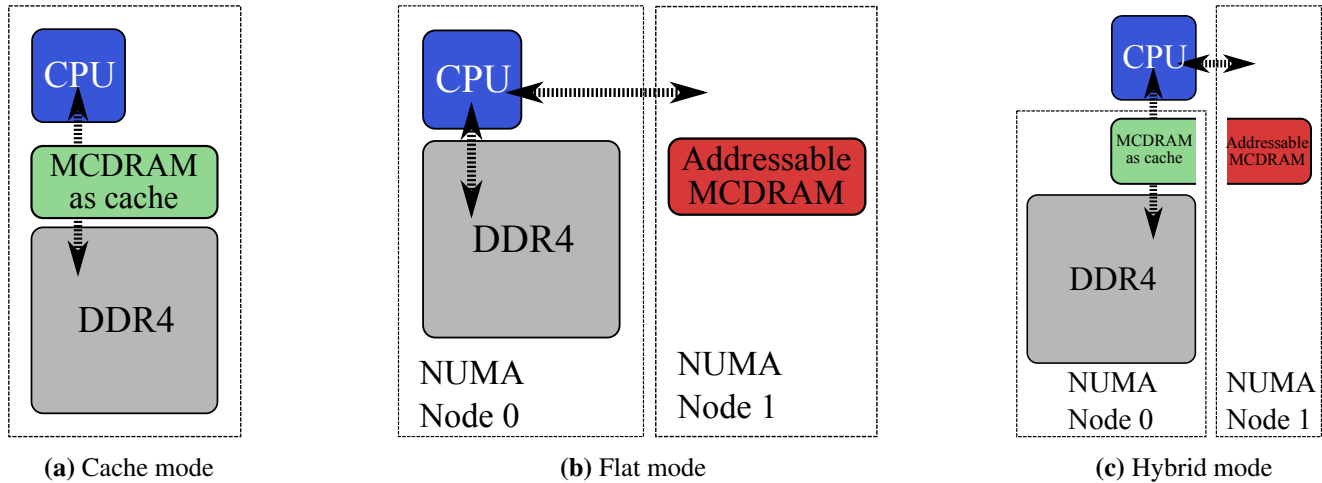 CPU
MCDRAM
as cache
DDR4
(a) Cache mode
CPU
DDR4
NUMA
Node 0
Addressable
MCDRAM
NUMA
Node 1
(b) Flat mode
CPU
MCDRAM
as cache
DDR4
NUMA
Node 0
Addressable
MCDRAM
NUMA
Node 1
(c) Hybrid mode